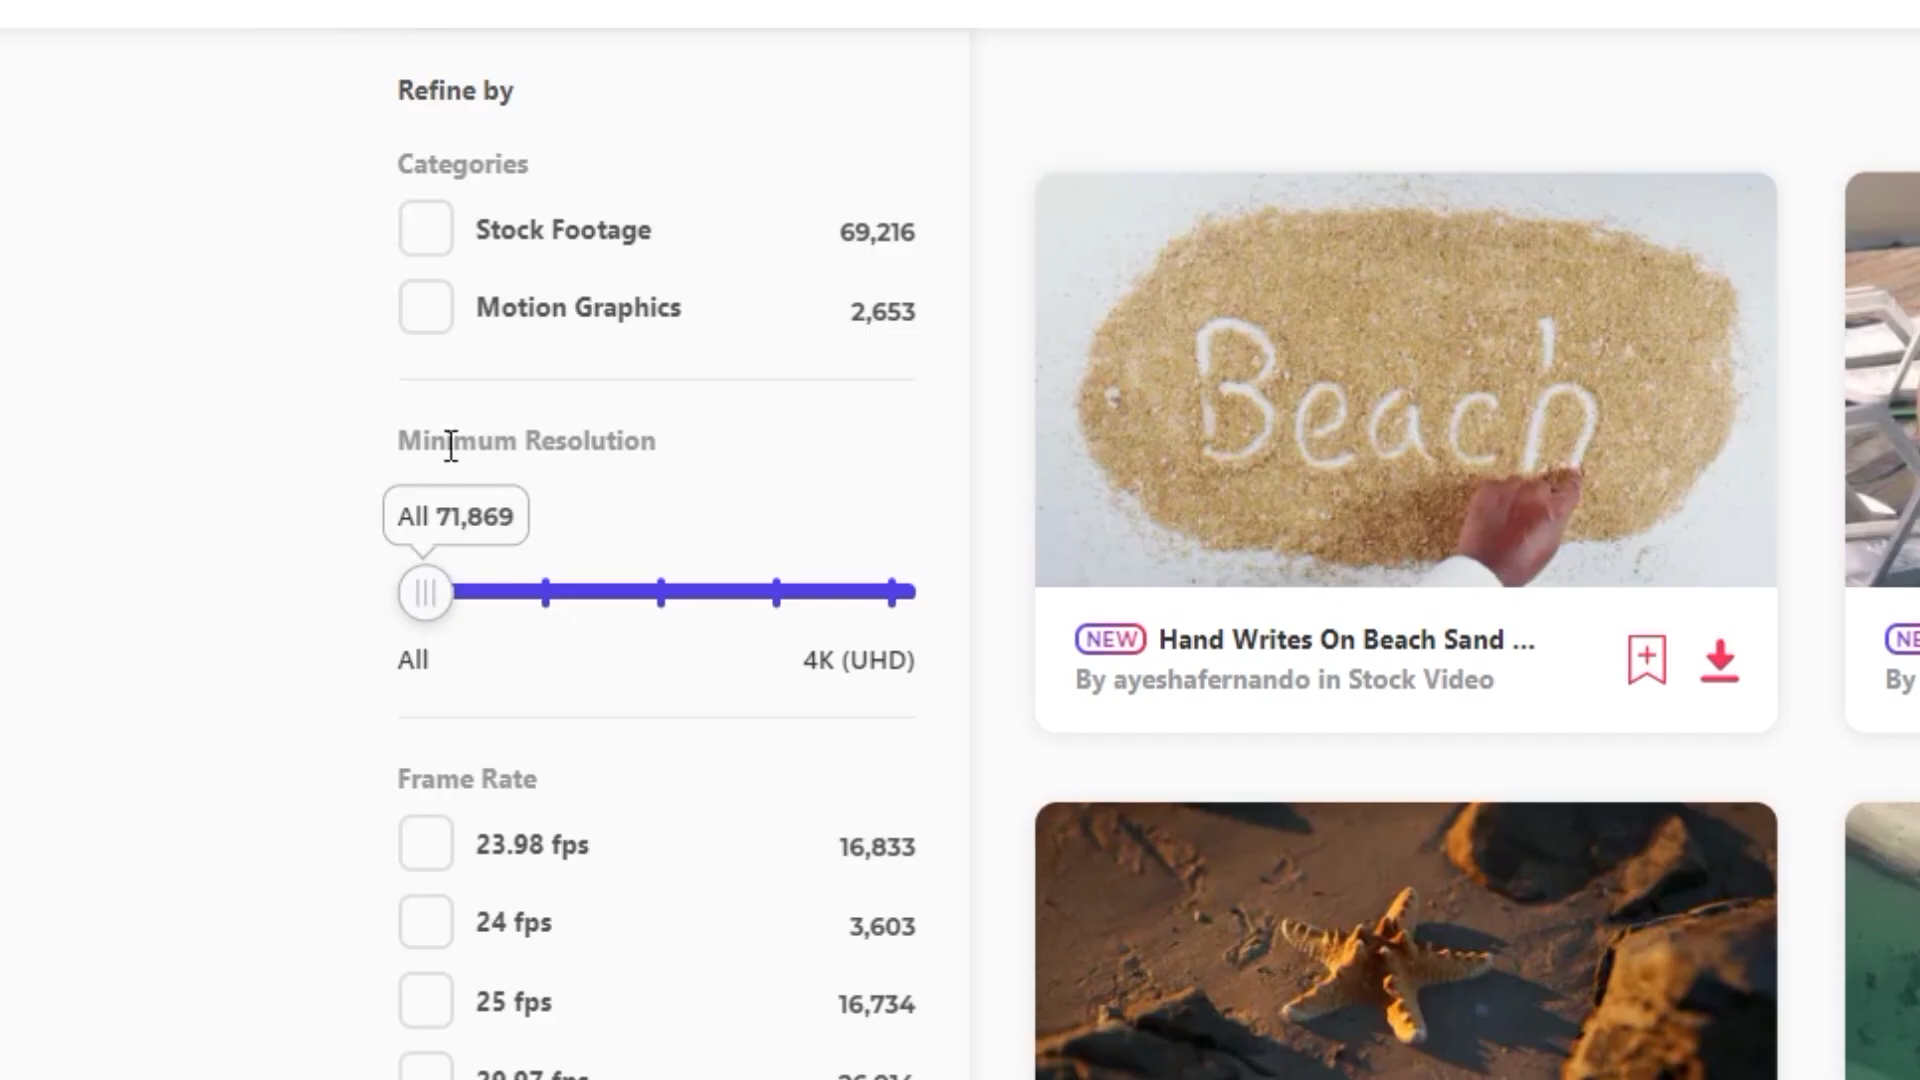 Refine by
Categories
Stock Footage 69,216
Motion Graphics 2,653
Minimum Resolution
All 71,869
All 4K (UHD)
Frame Rate
23.98 fps 16,833
24 fps 3,603
25 fps 16,734
Beach
NEW Hand Writes On Beach Sand ...
By ayeshafernando in Stock Video
By